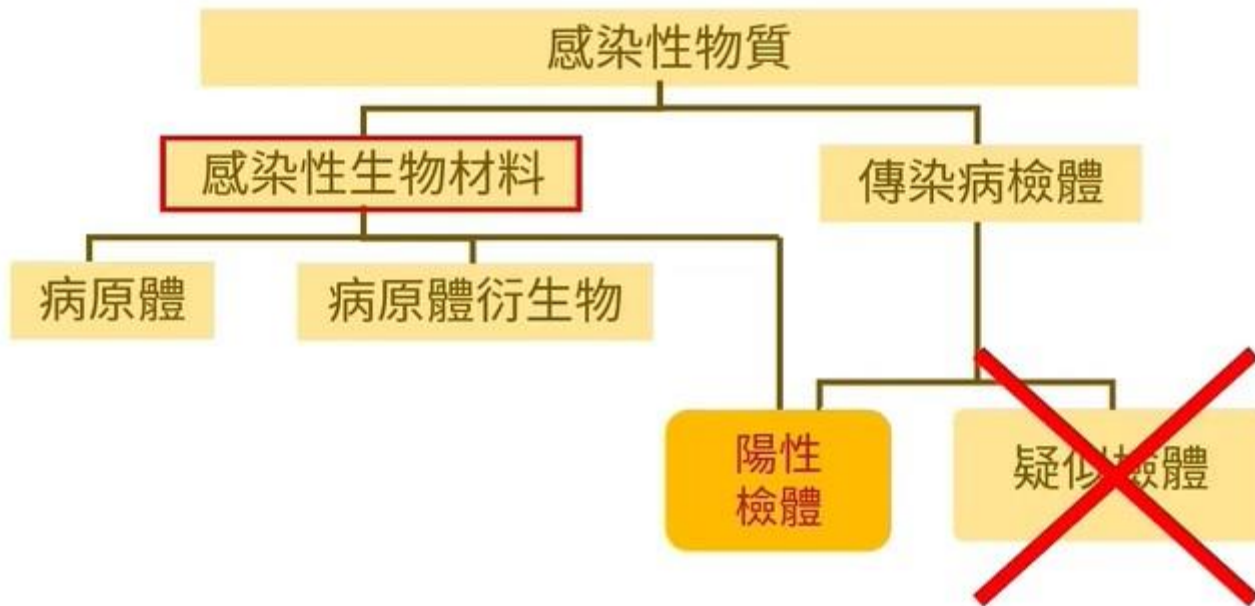 感染性物質
感染性生物材料
傳染病檢體
病原體
病原體衍生物
陽性
檢體
疑似檢體